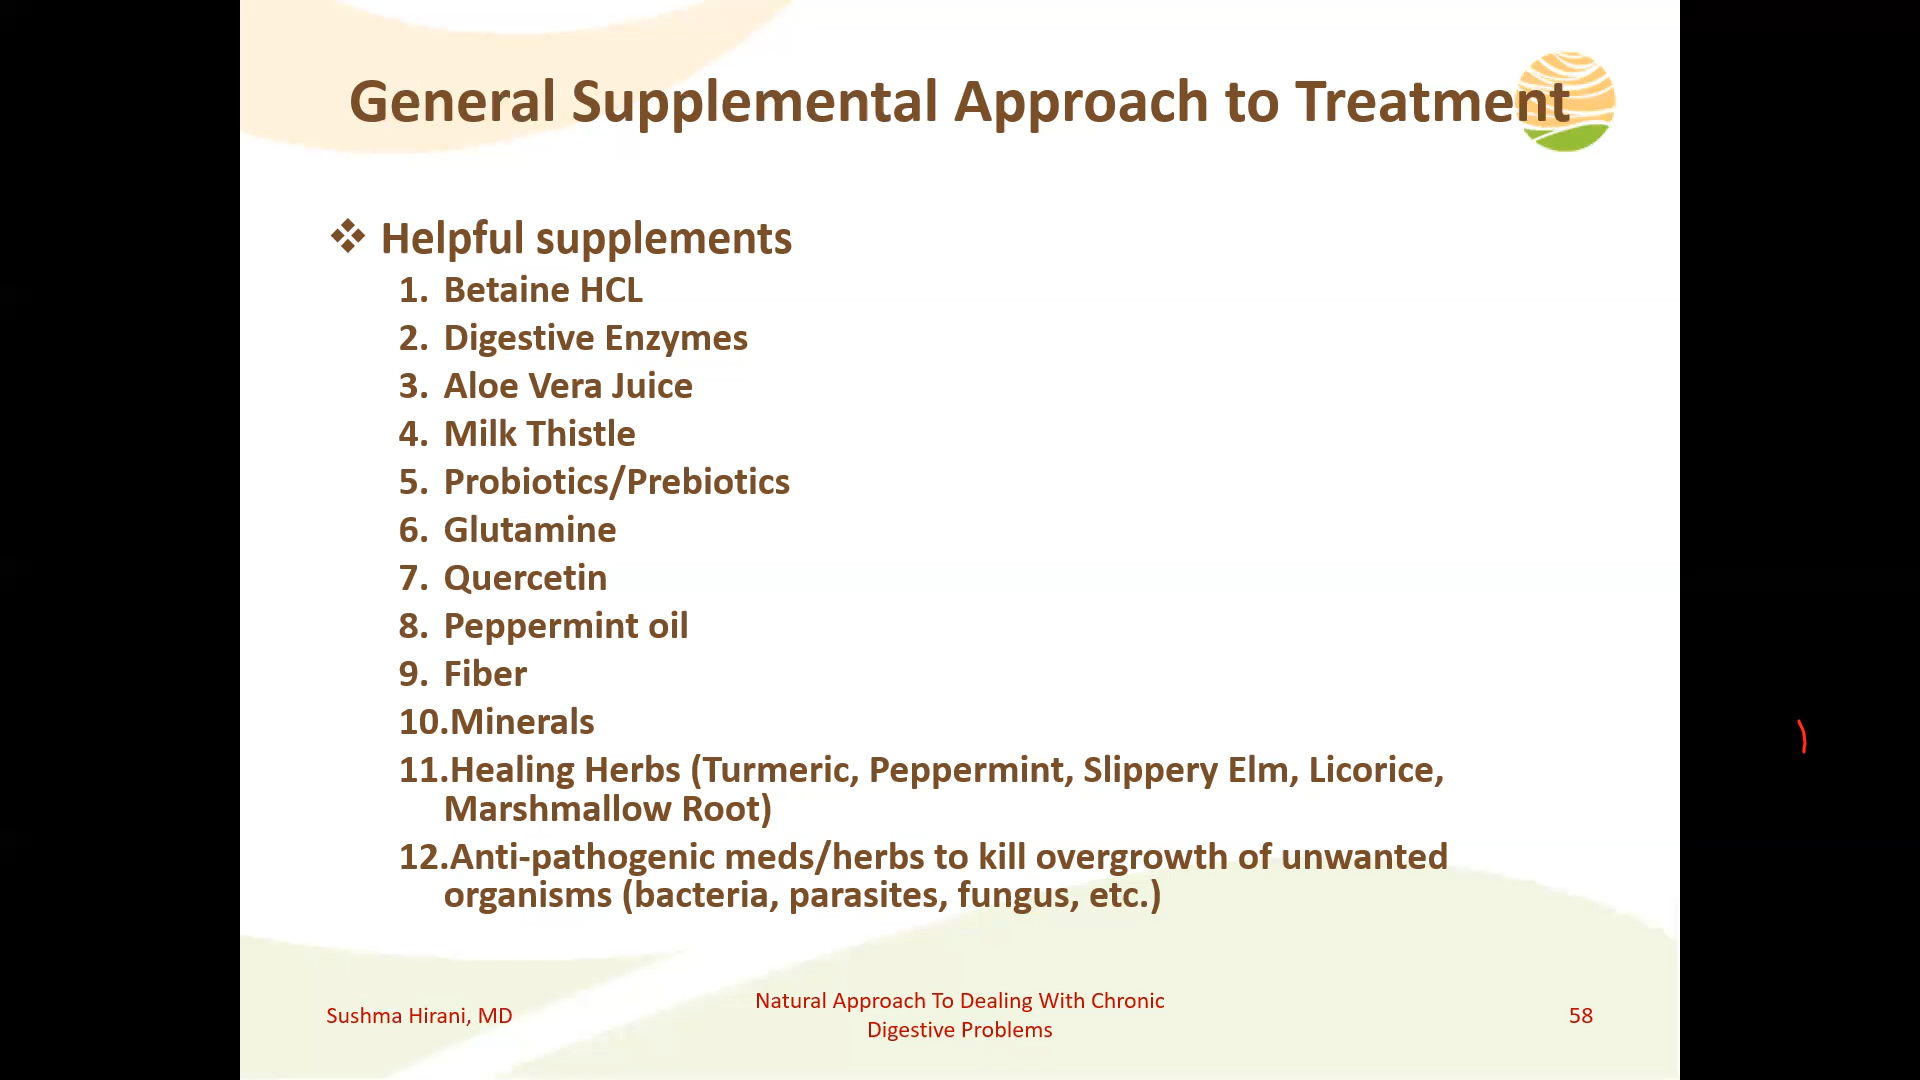 General Supplemental Approach to Treatment
Helpful supplements
1. Betaine HCL
2. Digestive Enzymes
3. Aloe Vera Juice
4. Milk Thistle
5. Probiotics/Prebiotics
6. Glutamine
7. Quercetin
8. Peppermint oil
9. Fiber
10.Minerals
11.Healing Herbs (Turmeric, Peppermint, Slippery Elm, Licorice,
Marshmallow Root)
12.Anti-pathogenic meds/herbs to kill overgrowth of unwanted
organisms (bacteria, parasites, fungus, etc.)
Sushma Hirani, MD
Natural Approach To Dealing With Chronic
Digestive Problems
58